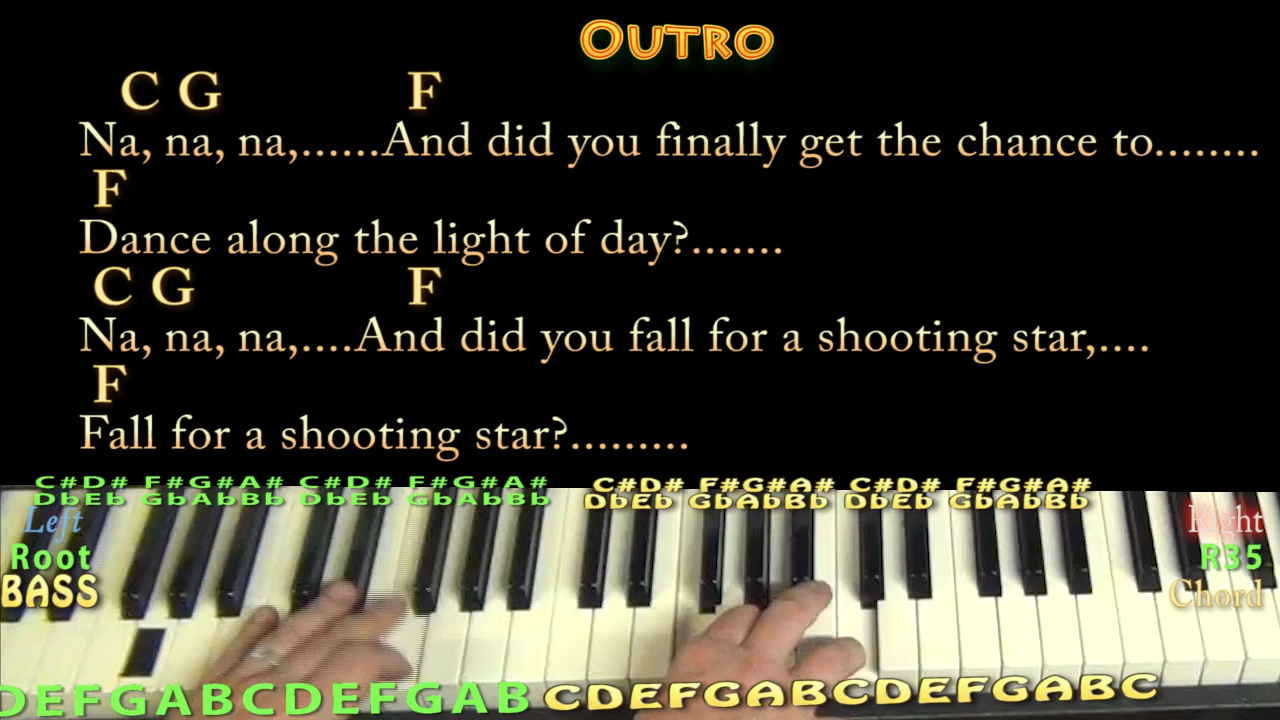 OUTRO
C G F
Na, na, na,......And did you finally get the chance to........
F
Dance along the light of day?.......
C G F
Na, na, na,....And did you fall for a shooting star,....
F
Fall for a shooting star?.........
C#D# F#G#A# C#D# F#G#A# C#D# F#G#A# C#D# F#G#A#
DbEb GbAbBb DbEb GbAbBb DbEb GbAbBb DbEb GbAbBb
Left Right
Root R35
BASS Chord
DEFGABCDEFGAB CDEFGABCDEFGABC